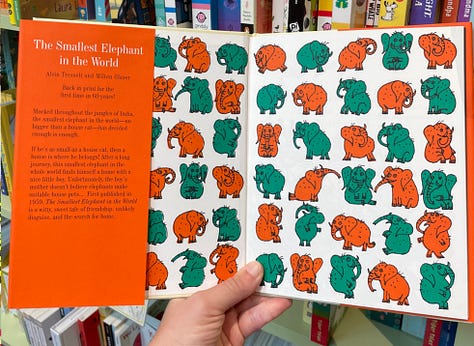 The Smallest Elephant
in the World
Alvin Tresselt and Milton Glaser
Back in print for the
first time in 60 years!
Mocked throughout the jungles of India,
the smallest elephant in the world—no
bigger than a house cat—has decided
enough is enough.
If he's as small as a house cat, then a
house is where he belongs! After a long
journey, this smallest elephant in the
whole world finds himself a home with a
nice little boy. Unfortunately, the boy's
mother doesn't believe elephants make
suitable house pets... First published in
1959, The Smallest Elephant in the World
is a witty, sweet tale of friendship, unlikely
disguise, and the search for home.